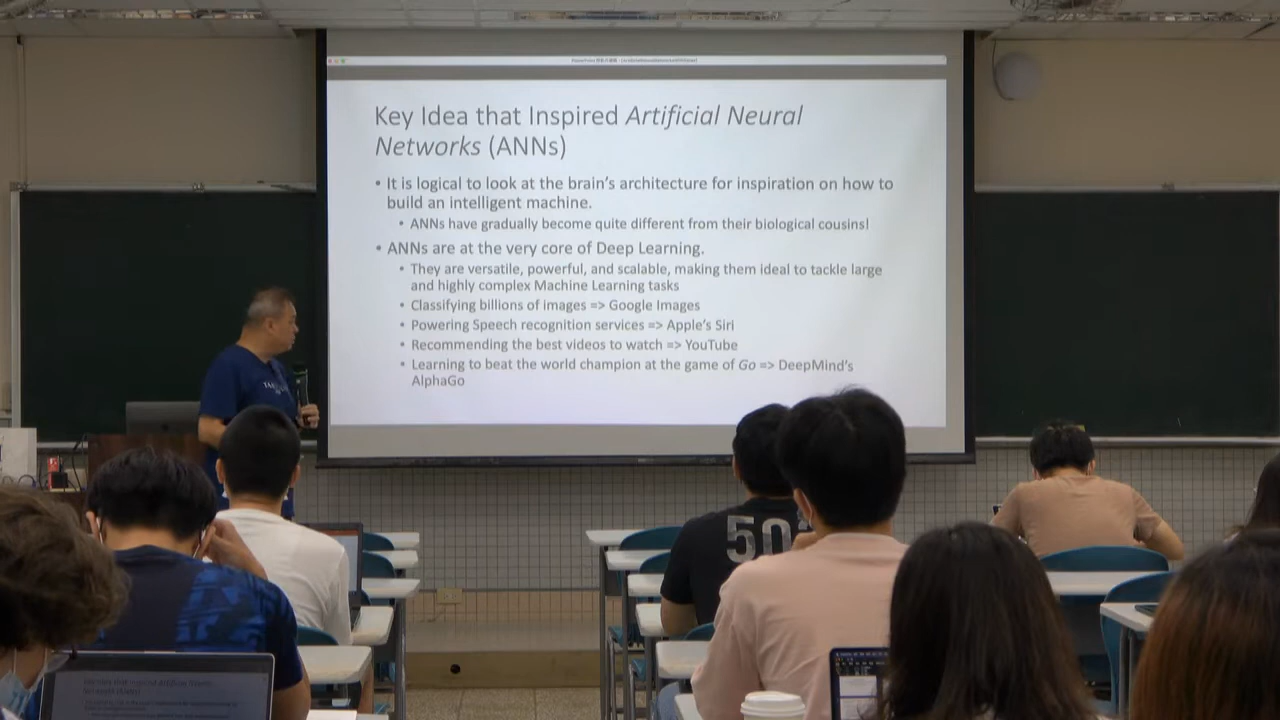 Key Idea that Inspired Artificial Neural
Networks (ANNs)
• It is logical to look at the brain's architecture for inspiration on how to
build an intelligent machine.
• ANNs have gradually become quite different from their biological cousins!
• ANNs are at the very core of Deep Learning.
• They are versatile, powerful, and scalable, making them ideal to tackle large
and highly complex Machine Learning tasks
• Classifying billions of images => Google Images
• Powering Speech recognition services => Apple's Siri
• Recommending the best videos to watch => YouTube
• Learning to beat the world champion at the game of Go => DeepMind's
AlphaGo